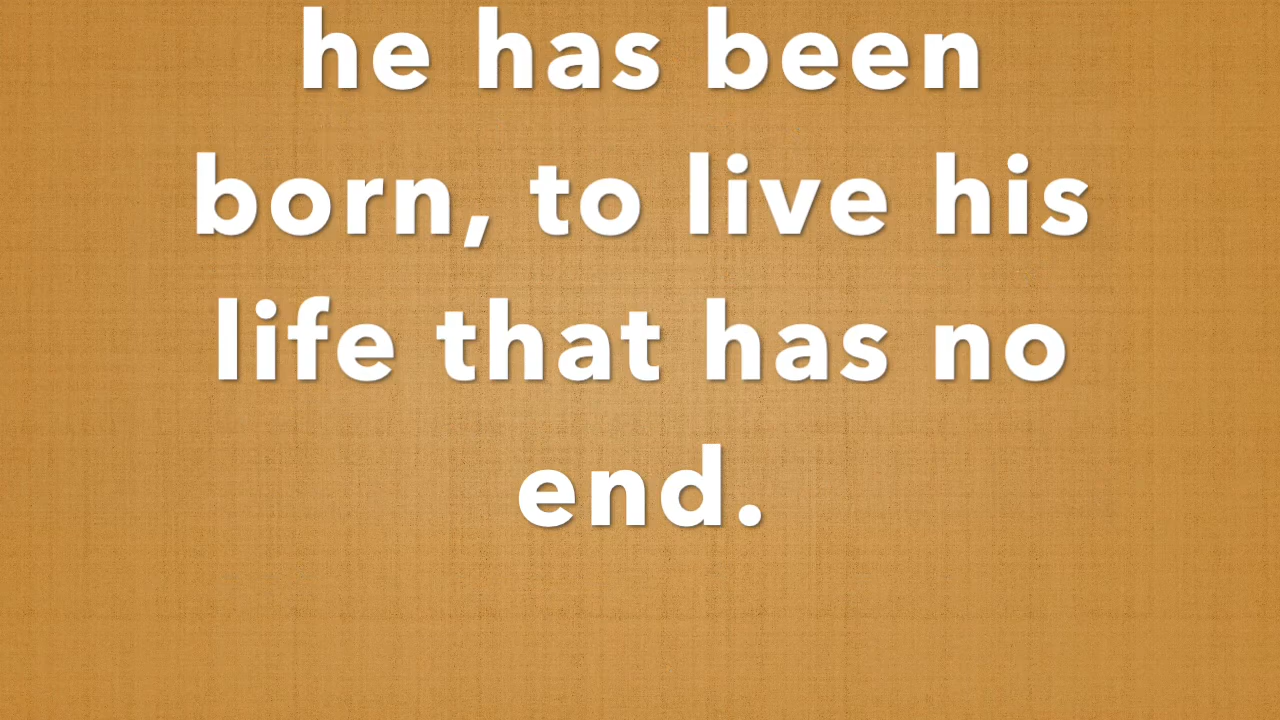 he has been
born, to live his
life that has no
end.